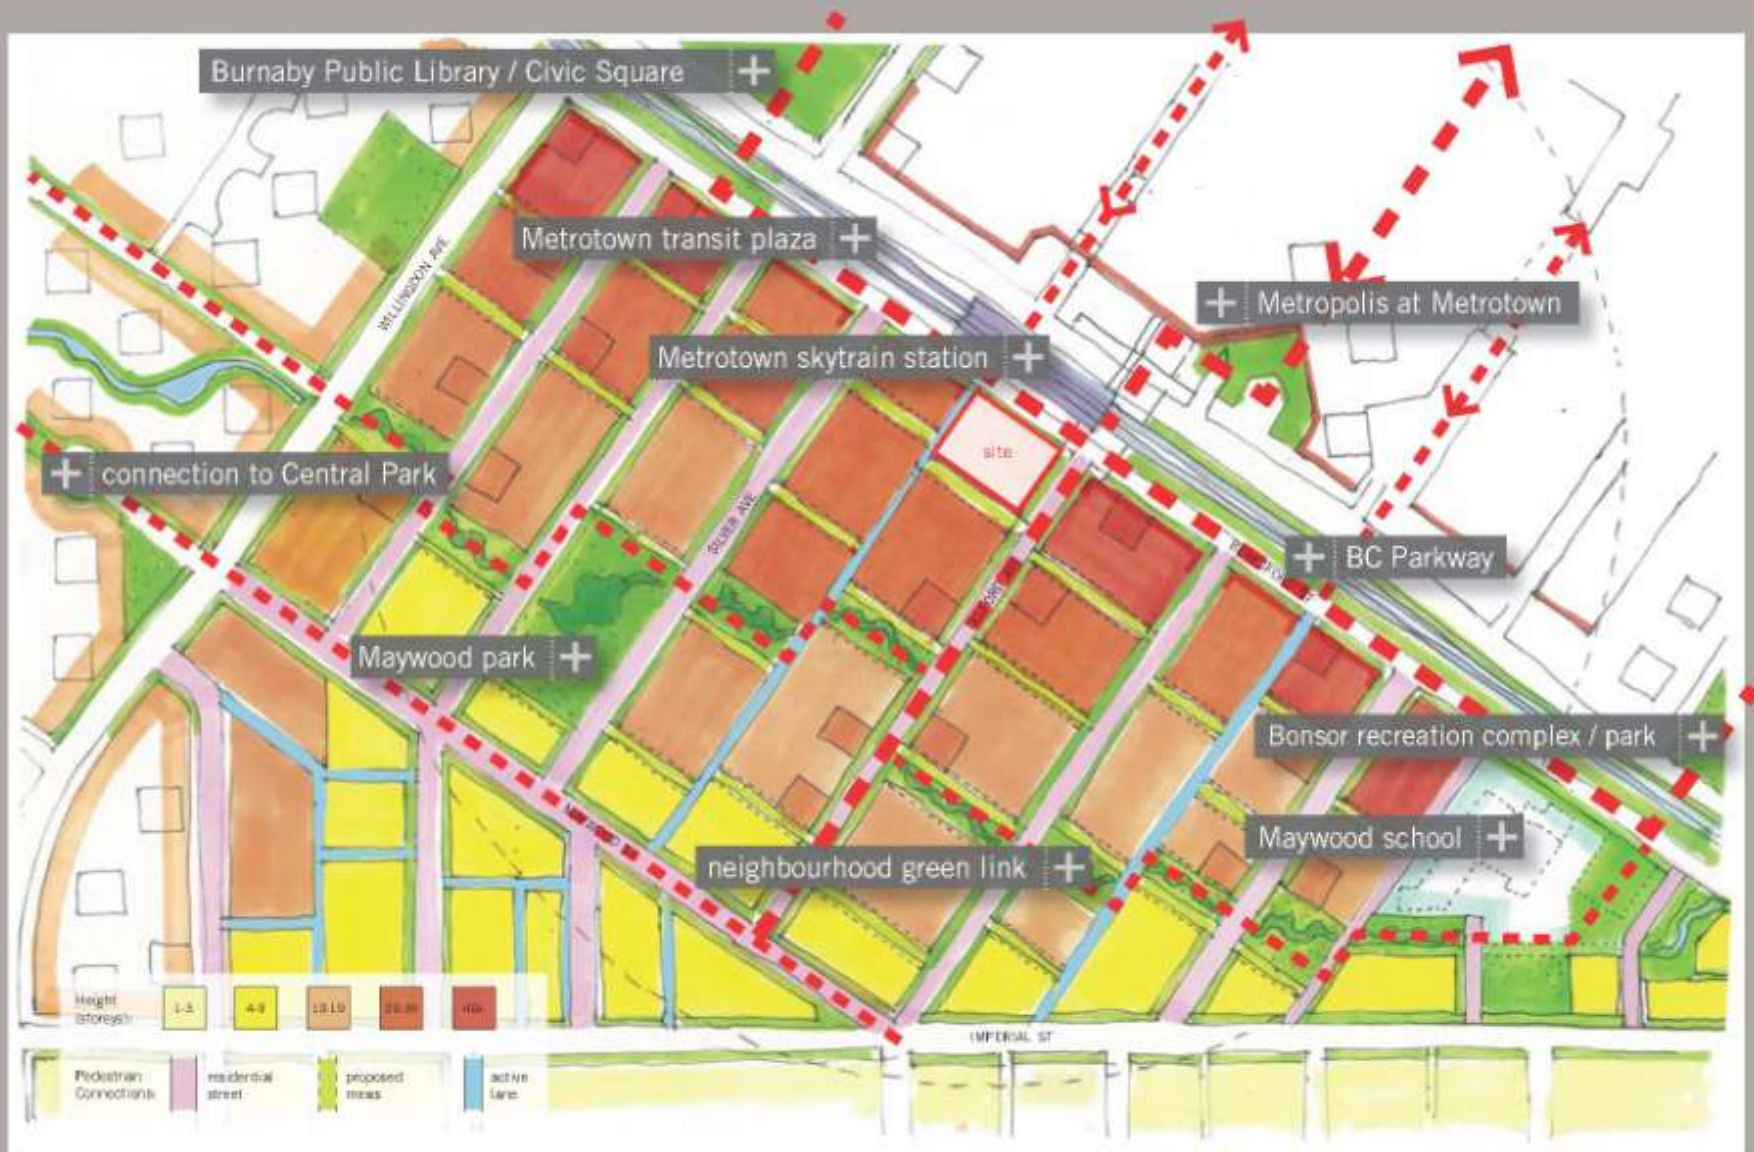 Burnaby Public Library / Civic Square
Metrotown transit plaza
WILLINGDON AVE
Metropolis at Metrotown
Metrotown skytrain station
site
connection to Central Park
SILVER AVE
BC Parkway
Maywood park
Bonsor recreation complex / park
Maywood school
neighbourhood green link
IMPERIAL ST
Height
(storeys):
1-3
4-9
10-19
Pedestrian
Connections
residential
street
proposed
mews
active
lane